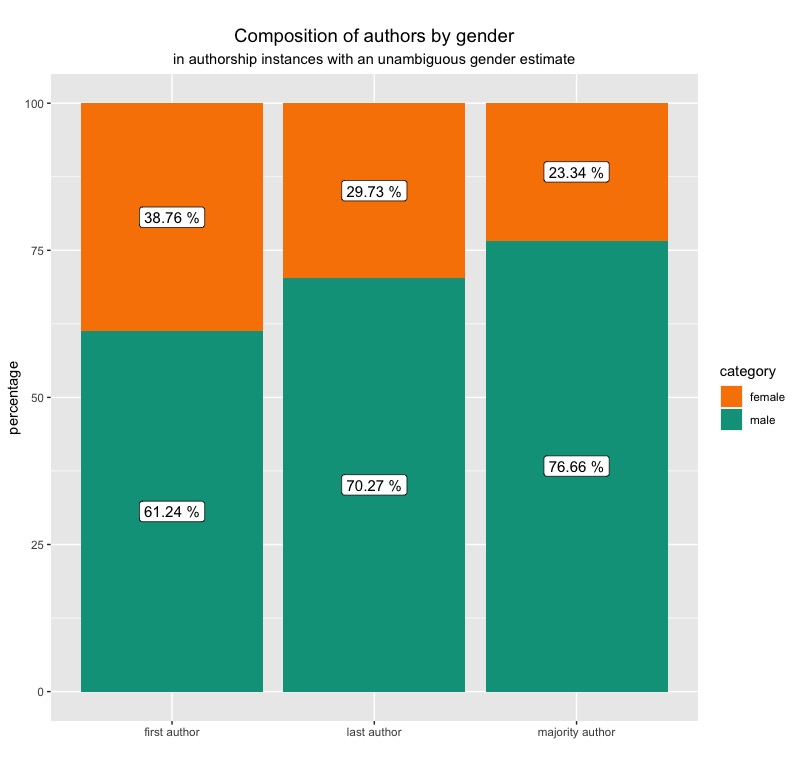 Composition of authors by gender
in authorship instances with an unambiguous gender estimate
percentage
100
75
50
25
0
38.76 %
29.73 %
23.34 %
61.24 %
70.27 %
76.66 %
first author
last author
majority author
category
female
male